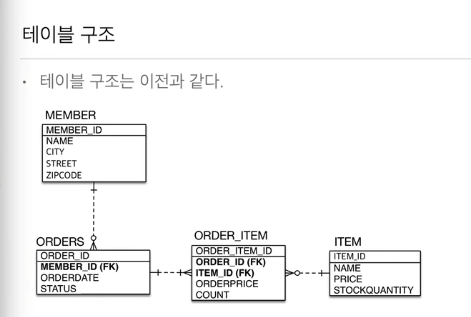 테이블 구조
• 테이블 구조는 이전과 같다.
MEMBER
MEMBER_ID
NAME
CITY
STREET
ZIPCODE
ORDERS
ORDER_ID
MEMBER_ID (FK)
ORDERDATE
STATUS
ORDER_ITEM
ORDER_ITEM_ID
ORDER_ID (FK)
ITEM_ID (FK)
ORDERPRICE
COUNT
ITEM
ITEM_ID
NAME
PRICE
STOCKQUANTITY